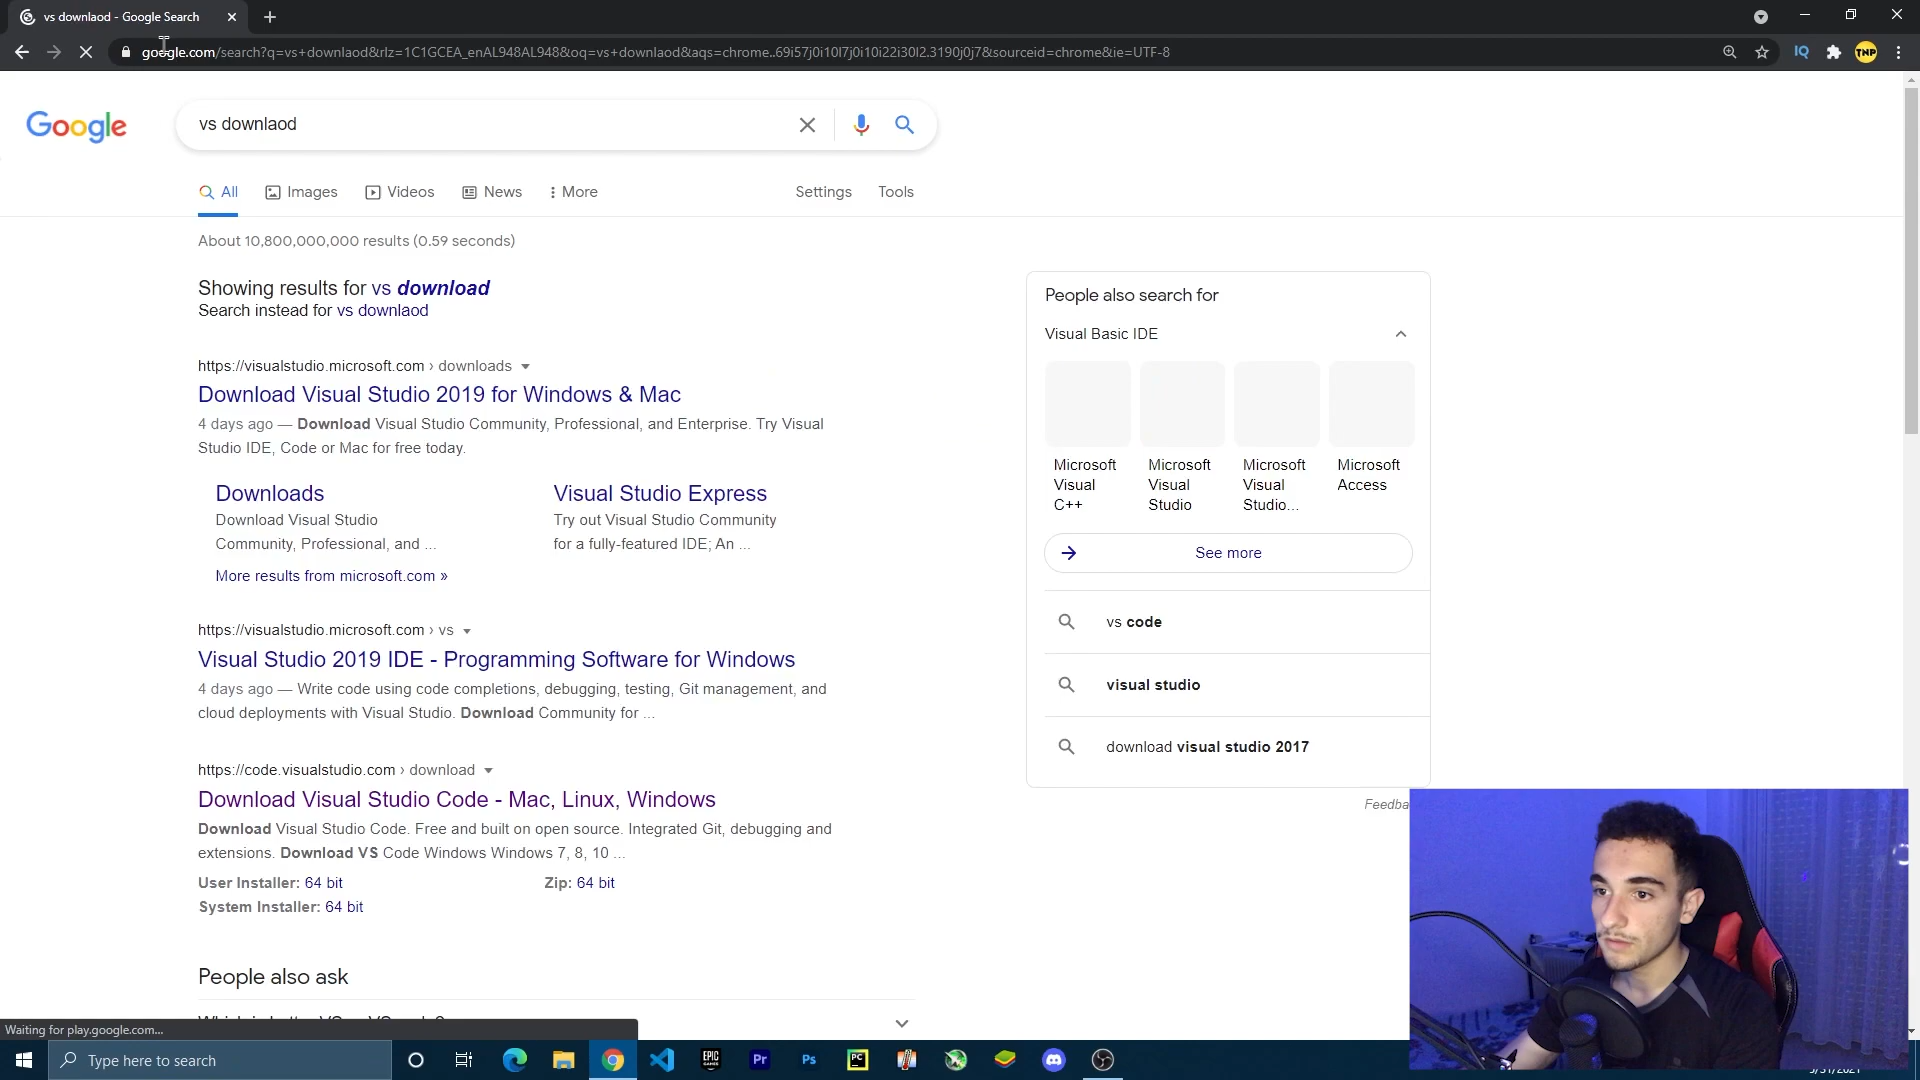 vs downlaod - Google Search
google.com/search?q=vs+downlaod&rlz=1C1GCEA_enAL948AL948&oq=vs+downlaod&aqs=chrome..69i57j0i10l7j0i10i22i30l2.3190j0j7&sourceid=chrome&ie=UTF-8
IQ
TNP
Google
vs downlaod
All Images Videos News More Settings Tools
About 10,800,000,000 results (0.59 seconds)
Showing results for vs download
Search instead for vs downlaod
https://visualstudio.microsoft.com › downloads
Download Visual Studio 2019 for Windows & Mac
4 days ago — Download Visual Studio Community, Professional, and Enterprise. Try Visual
Studio IDE, Code or Mac for free today.
Downloads
Download Visual Studio
Community, Professional, and ...
Visual Studio Express
Try out Visual Studio Community
for a fully-featured IDE; An ...
More results from microsoft.com »
https://visualstudio.microsoft.com › vs
Visual Studio 2019 IDE - Programming Software for Windows
4 days ago — Write code using code completions, debugging, testing, Git management, and
cloud deployments with Visual Studio. Download Community for ...
https://code.visualstudio.com › download
Download Visual Studio Code - Mac, Linux, Windows
Download Visual Studio Code. Free and built on open source. Integrated Git, debugging and
extensions. Download VS Code Windows Windows 7, 8, 10 ...
User Installer: 64 bit Zip: 64 bit
System Installer: 64 bit
People also ask
People also search for
Visual Basic IDE
Microsoft
Visual
C++
Microsoft
Visual
Studio
Microsoft
Visual
Studio...
Microsoft
Access
See more
vs code
visual studio
download visual studio 2017
Feedba
Waiting for play.google.com...
Type here to search
EPIC
GAMES
Pr
Ps
PC